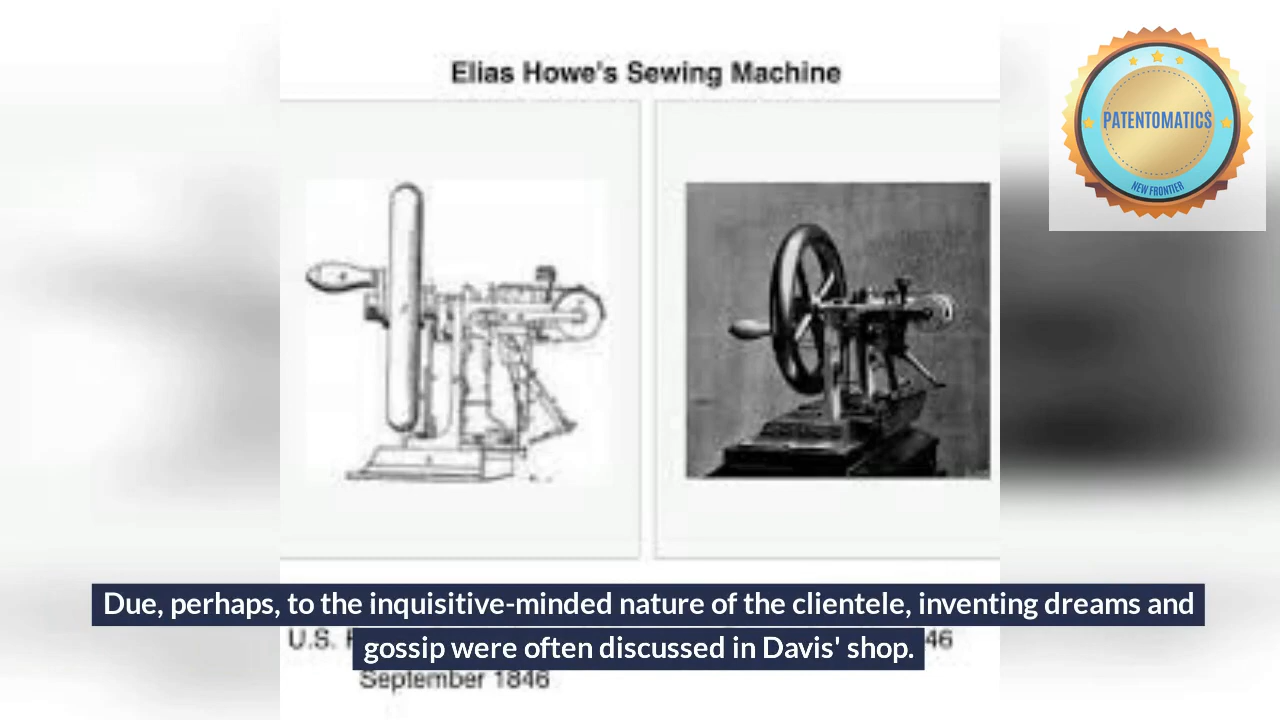 Elias Howe's Sewing Machine
PATENTOMATICS
NEW FRONTIER
Due, perhaps, to the inquisitive-minded nature of the clientele, inventing dreams and
gossip were often discussed in Davis' shop.
U.S.
46
September 1846